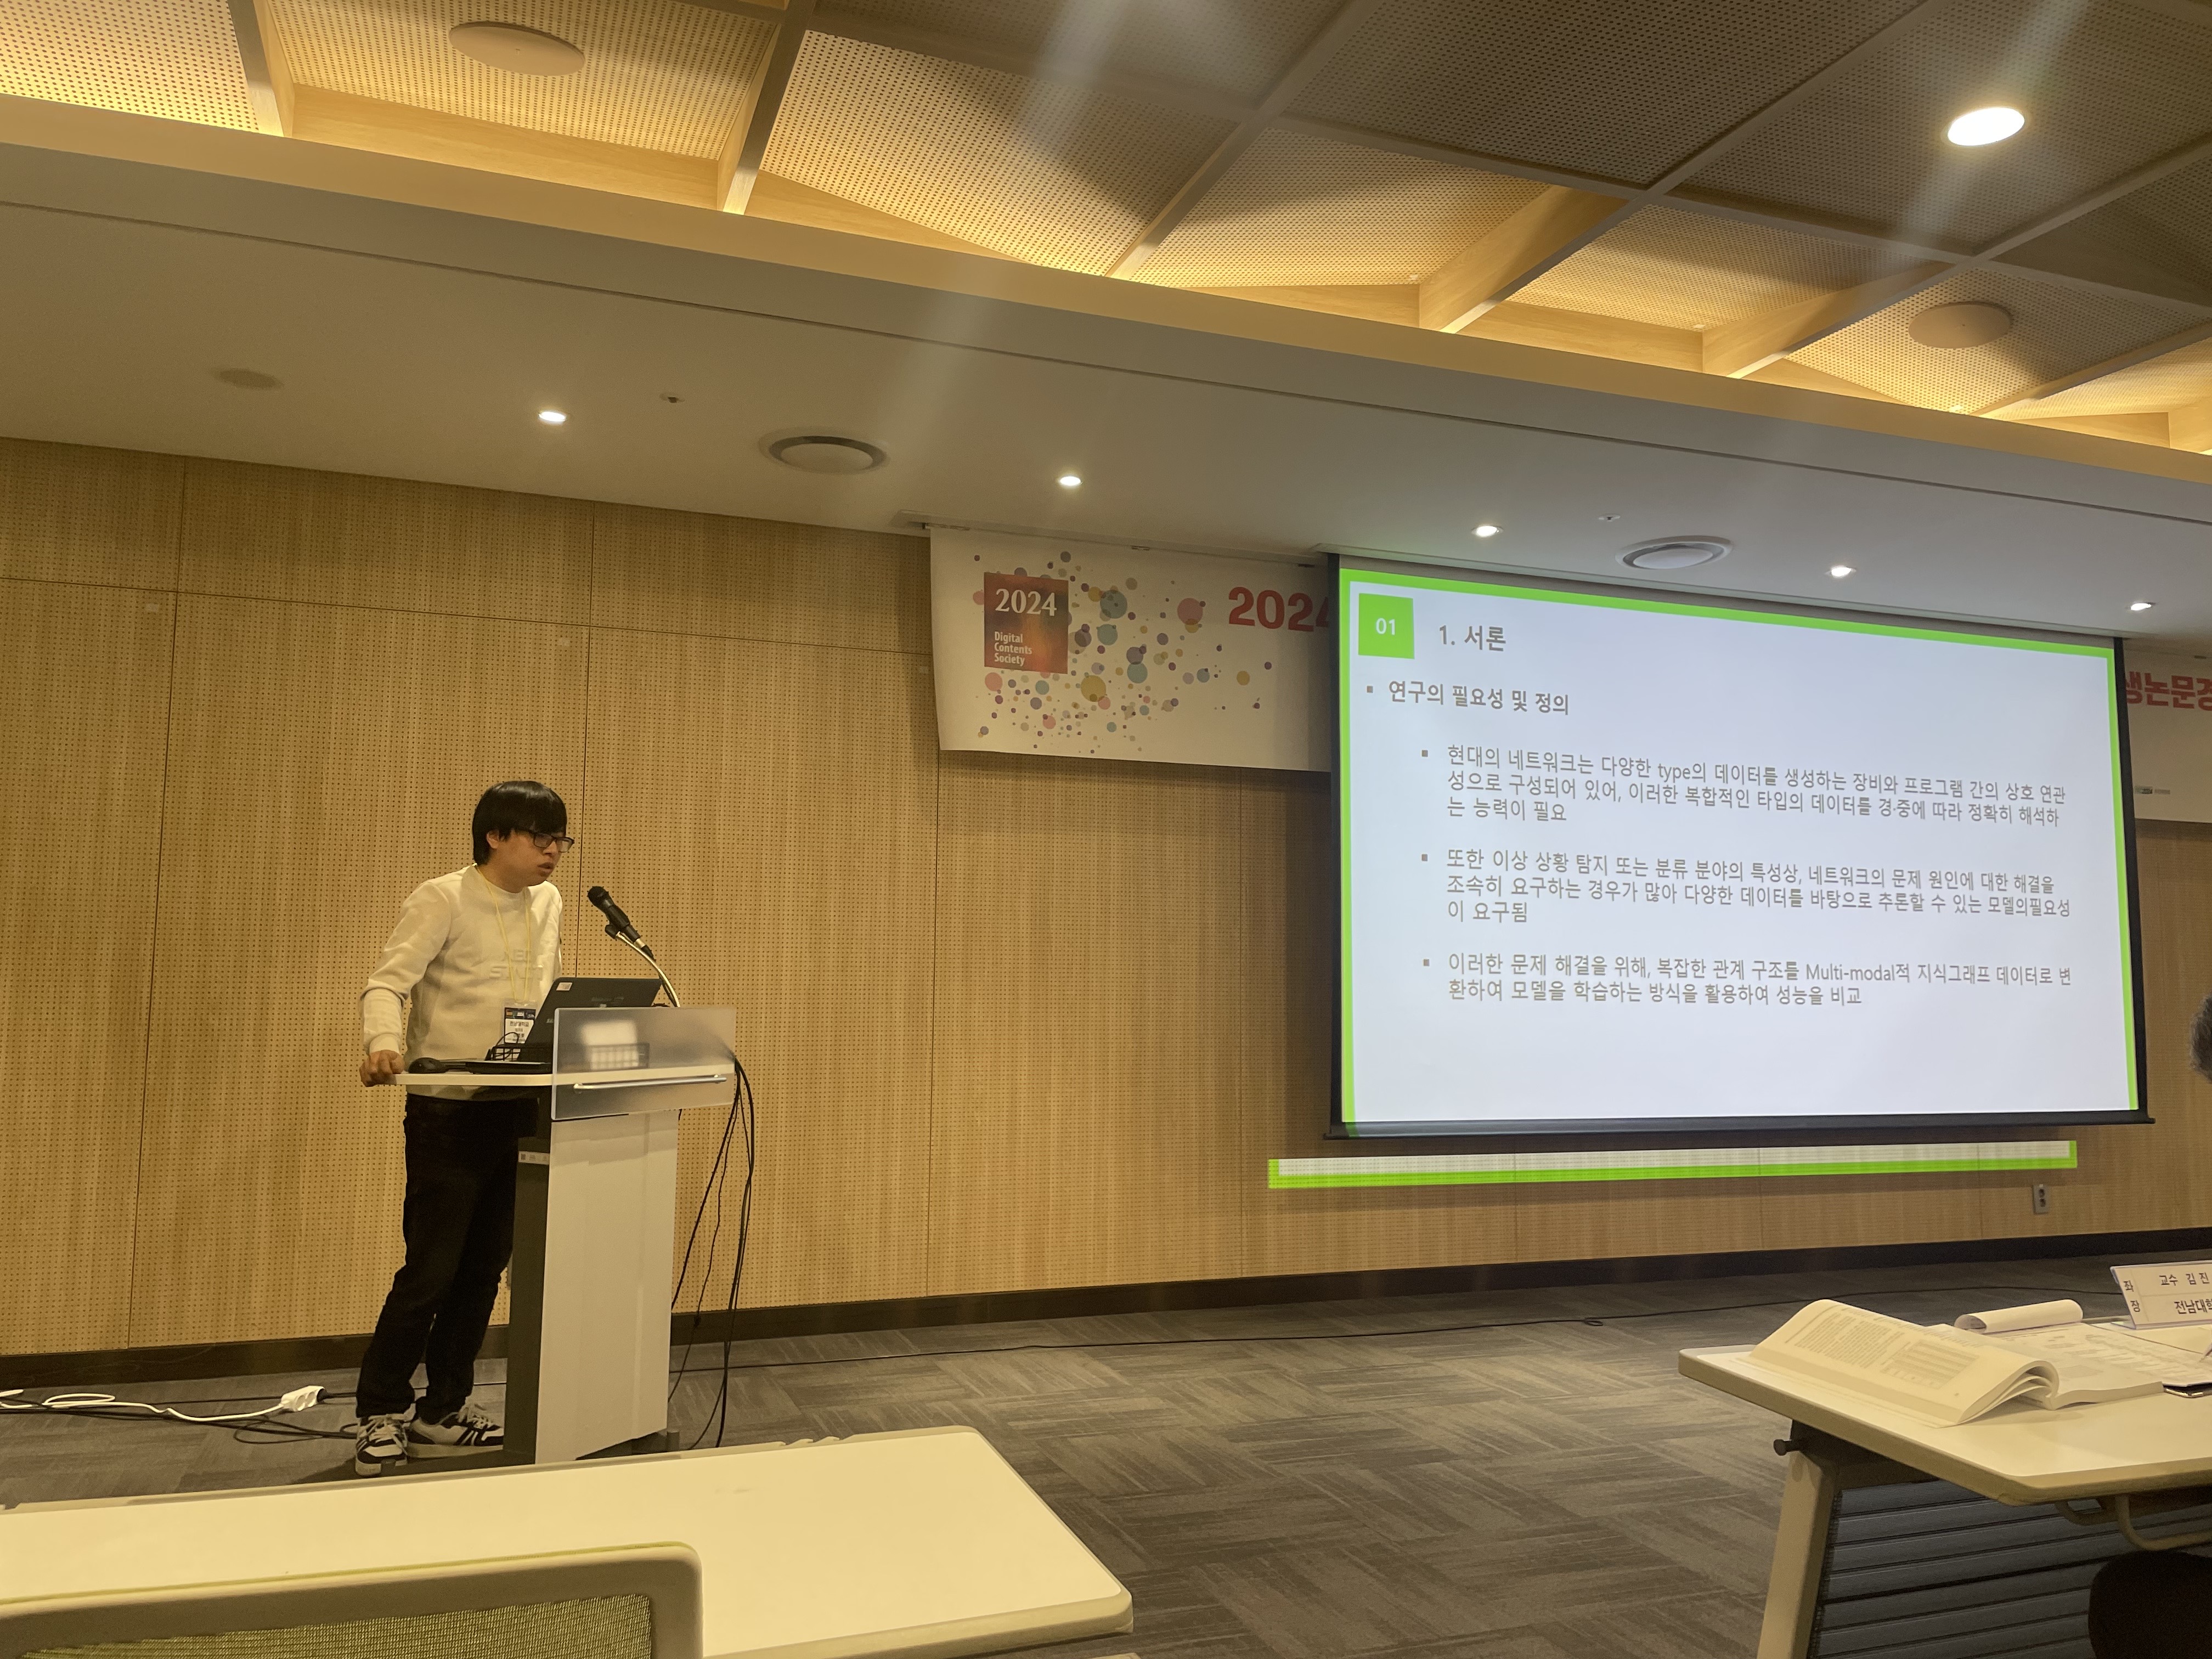 2024
Digital
Contents
Society
2024
생논문경
01
1. 서론
▪ 연구의 필요성 및 정의
▪ 현대의 네트워크는 다양한 type의 데이터를 생성하는 장비와 프로그램 간의 상호 연관
성으로 구성되어 있어, 이러한 복합적인 타입의 데이터를 경·중에 따라 정확히 해석하
는 능력이 필요
▪ 또한 이상 상황 탐지 또는 분류 분야의 특성상, 네트워크의 문제 원인에 대한 해결을
조속히 요구하는 경우가 많아 다양한 데이터를 바탕으로 추론할 수 있는 모델의필요성
이 요구됨
▪ 이러한 문제 해결을 위해, 복잡한 관계 구조를 Multi-modal적 지식그래프 데이터로 변
환하여 모델을 학습하는 방식을 활용하여 성능을 비교
좌장
교수 김 진
전남대학